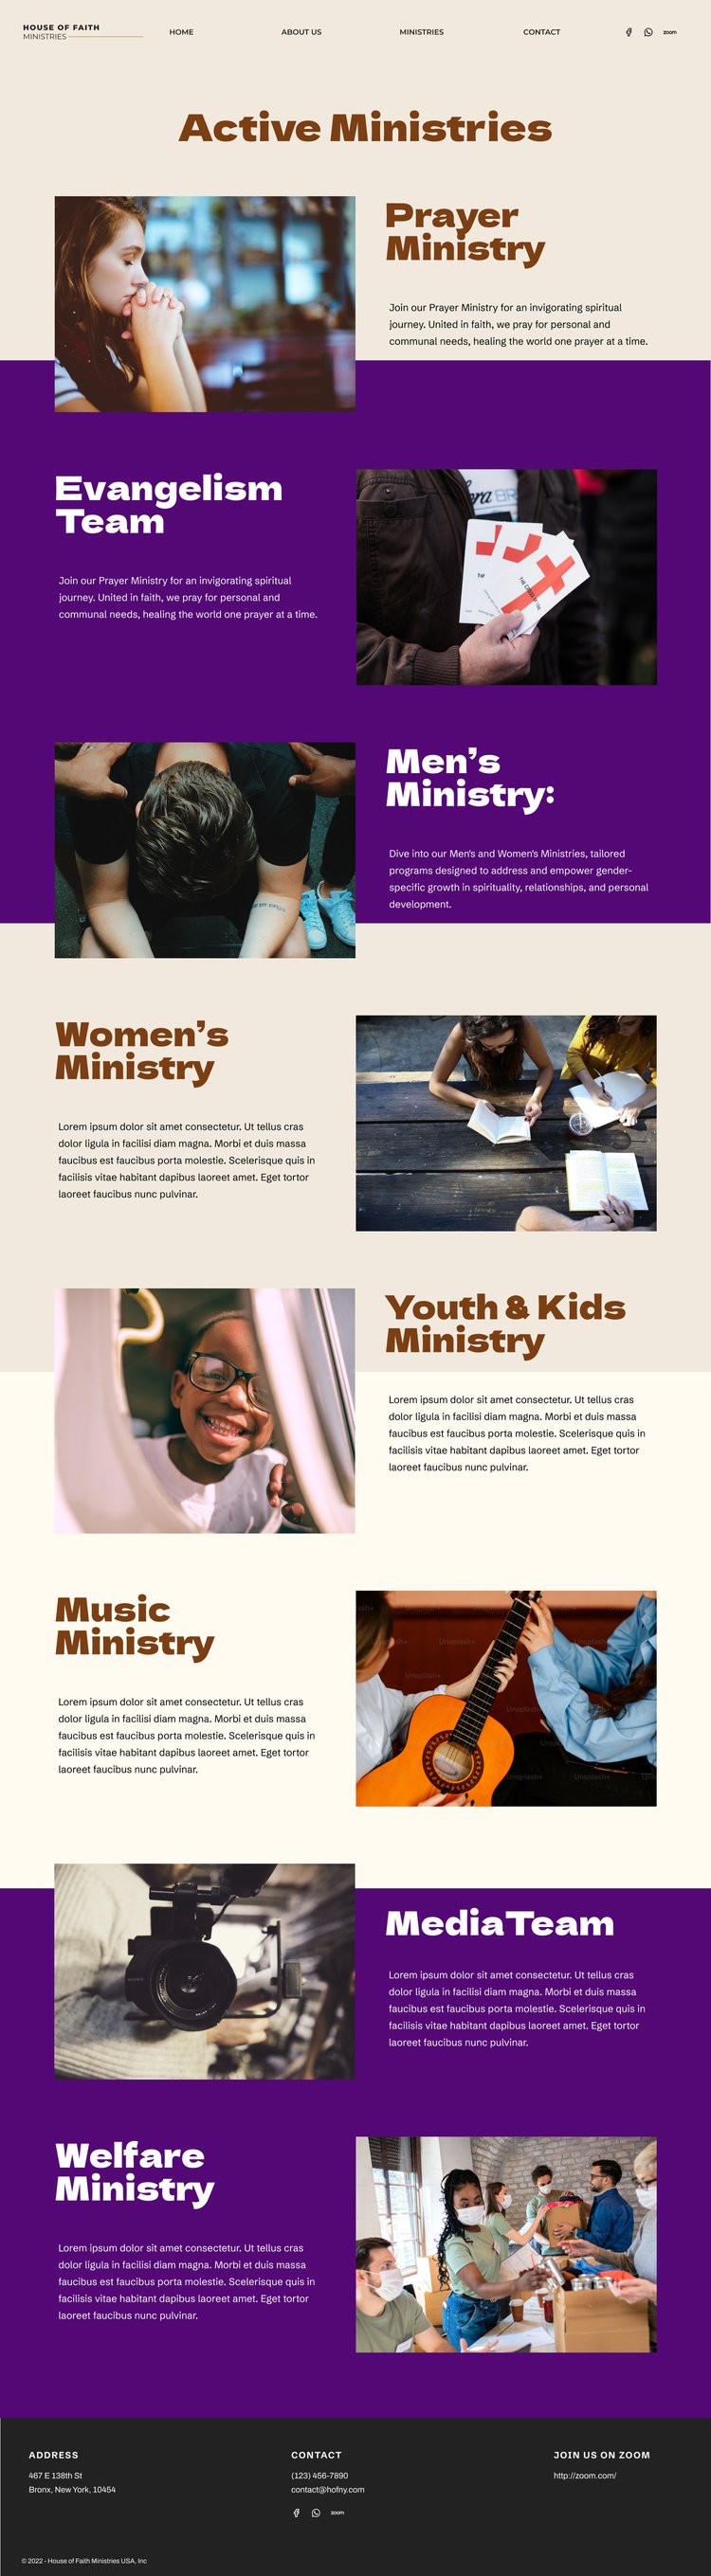 HOUSE OF FAITH
MINISTRIES
HOME
ABOUT US
MINISTRIES
CONTACT
zoom
Active Ministries
Prayer
Ministry
Join our Prayer Ministry for an invigorating spiritual
journey. United in faith, we pray for personal and
communal needs, healing the world one prayer at a time.
Evangelism
Team
Join our Prayer Ministry for an invigorating spiritual
journey. United in faith, we pray for personal and
communal needs, healing the world one prayer at a time.
Men's
Ministry:
Dive into our Men's and Women's Ministries, tailored
programs designed to address and empower gender-
specific growth in spirituality, relationships, and personal
development.
Women's
Ministry
Lorem ipsum dolor sit amet consectetur. Ut tellus cras
dolor ligula in facilisi diam magna. Morbi et duis massa
faucibus est faucibus porta molestie. Scelerisque quis in
facilisis vitae habitant dapibus laoreet amet. Eget tortor
laoreet faucibus nunc pulvinar.
Youth & Kids
Ministry
Lorem ipsum dolor sit amet consectetur. Ut tellus cras
dolor ligula in facilisi diam magna. Morbi et duis massa
faucibus est faucibus porta molestie. Scelerisque quis in
facilisis vitae habitant dapibus laoreet amet. Eget tortor
laoreet faucibus nunc pulvinar.
Music
Ministry
Lorem ipsum dolor sit amet consectetur. Ut tellus cras
dolor ligula in facilisi diam magna. Morbi et duis massa
faucibus est faucibus porta molestie. Scelerisque quis in
facilisis vitae habitant dapibus laoreet amet. Eget tortor
laoreet faucibus nunc pulvinar.
Unsplash+
Media Team
Lorem ipsum dolor sit amet consectetur. Ut tellus cras
dolor ligula in facilisi diam magna. Morbi et duis massa
faucibus est faucibus porta molestie. Scelerisque quis in
facilisis vitae habitant dapibus laoreet amet. Eget tortor
laoreet faucibus nunc pulvinar.
Welfare
Ministry
Lorem ipsum dolor sit amet consectetur. Ut tellus cras
dolor ligula in facilisi diam magna. Morbi et duis massa
faucibus est faucibus porta molestie. Scelerisque quis in
facilisis vitae habitant dapibus laoreet amet. Eget tortor
laoreet faucibus nunc pulvinar.
ADDRESS
467 E 138th St
Bronx, New York, 10454
CONTACT
(123) 456-7890
contact@hofny.com
zoom
JOIN US ON ZOOM
http://zoom.com/
© 2022 - House of Faith Ministries USA, Inc